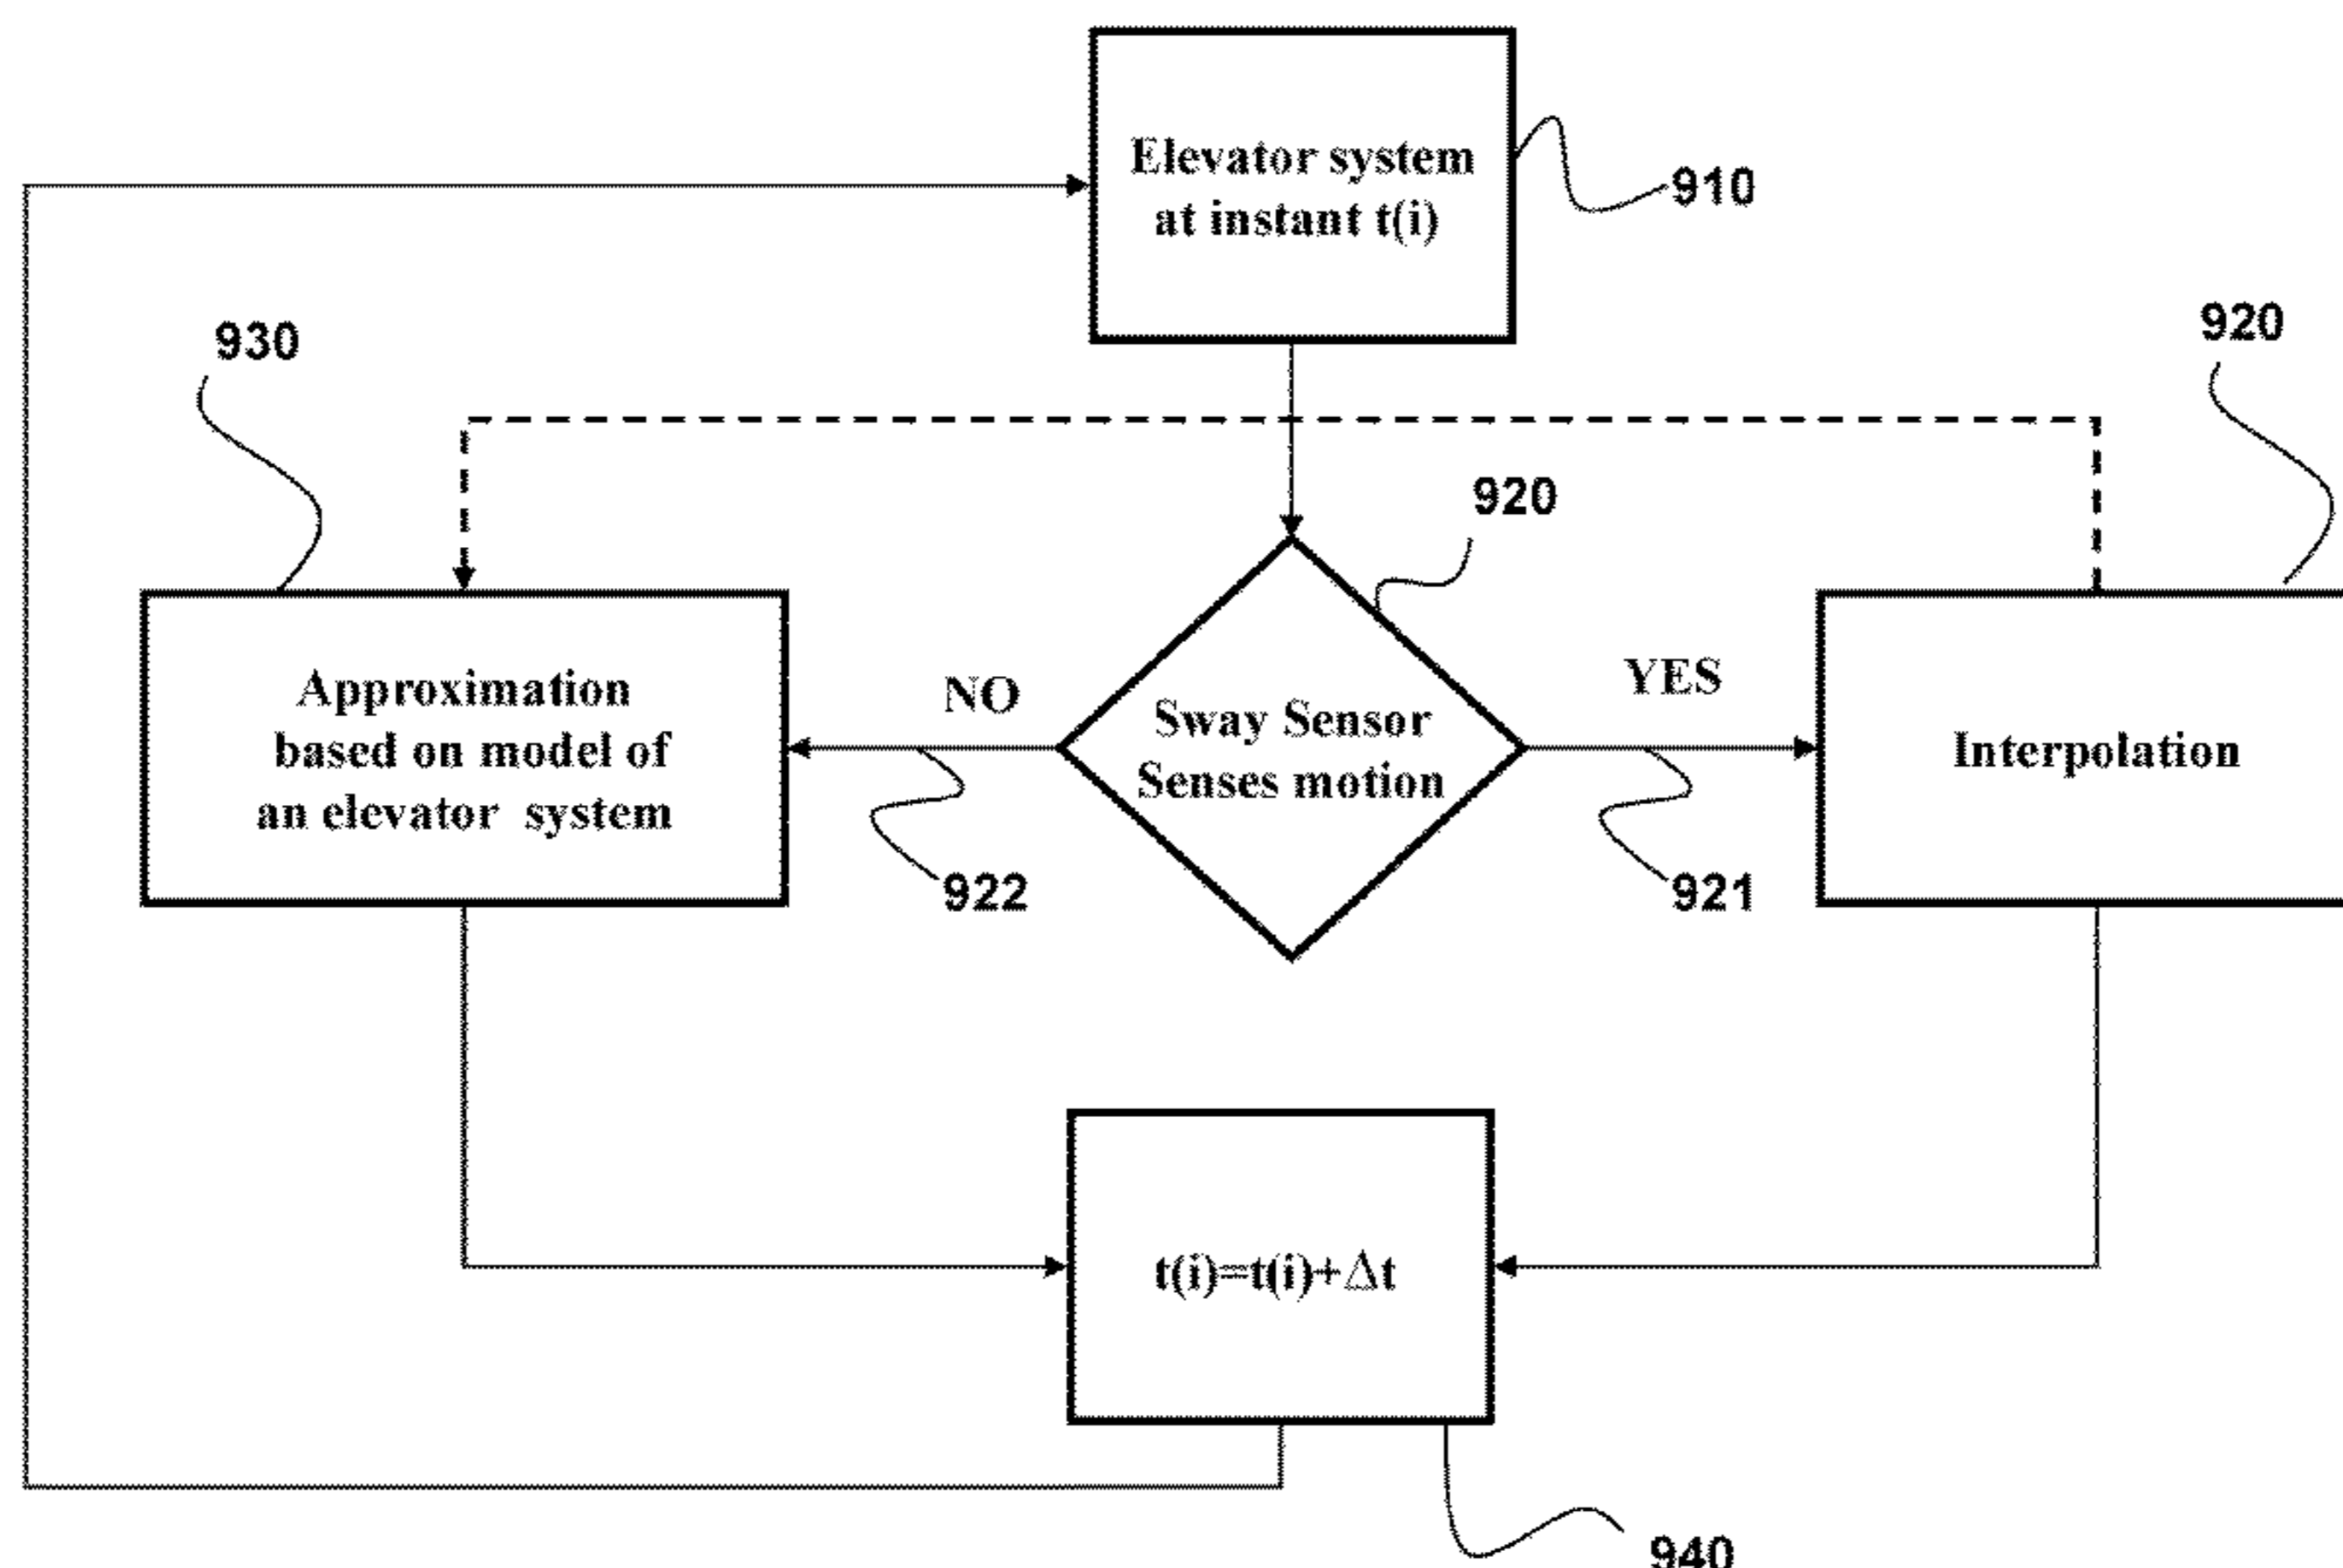 Elevator system
at instant t(i)
910
930
920
920
Approximation
based on model of
an elevator system
NO
Sway Sensor
Senses motion
YES
Interpolation
922
921
t(i)=t(i)+Δt
940